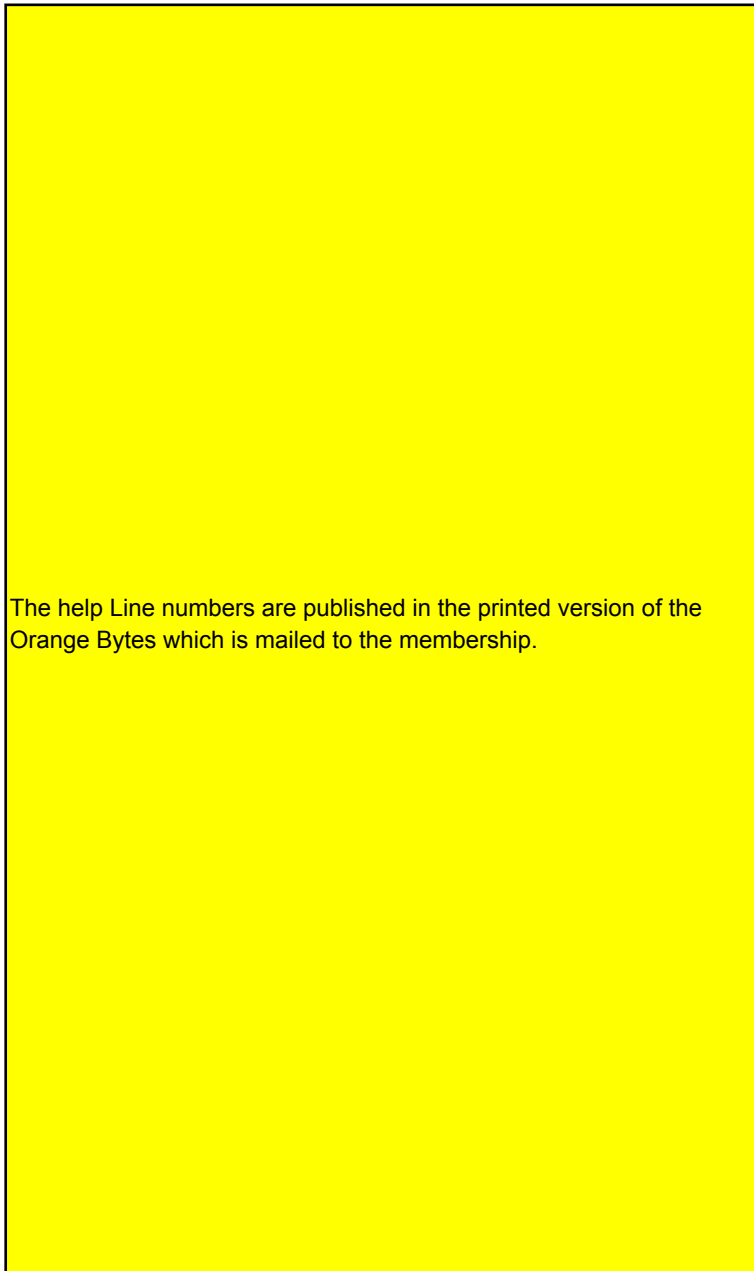 The help Line numbers are published in the printed version of the
Orange Bytes which is mailed to the membership.